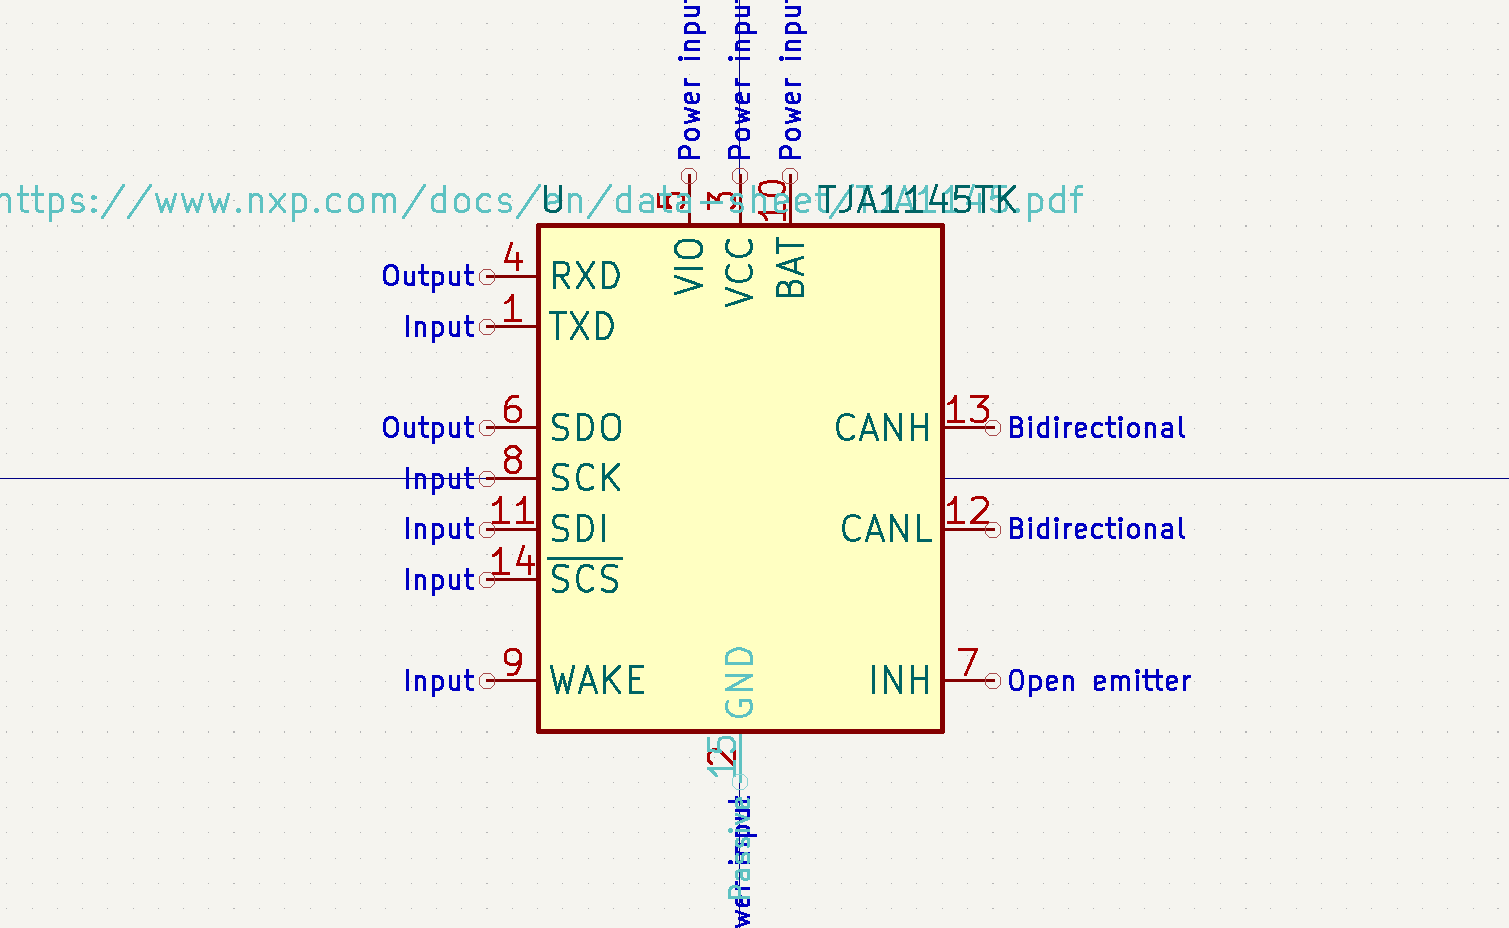 Power input
Power input
Power input
https://www.nxp.com/docs/en/data-sheet/TJA1145.pdf
U
5
3
10
TJA1145TK
VIO
VCC
BAT
Output 4 RXD
Input 1 TXD
Output 6 SDO
CANH 13 Bidirectional
Input 8 SCK
Input 11 SDI
CANL 12 Bidirectional
Input 14 SCS
Input 9 WAKE
GND
INH 7 Open emitter
15
2
Passive